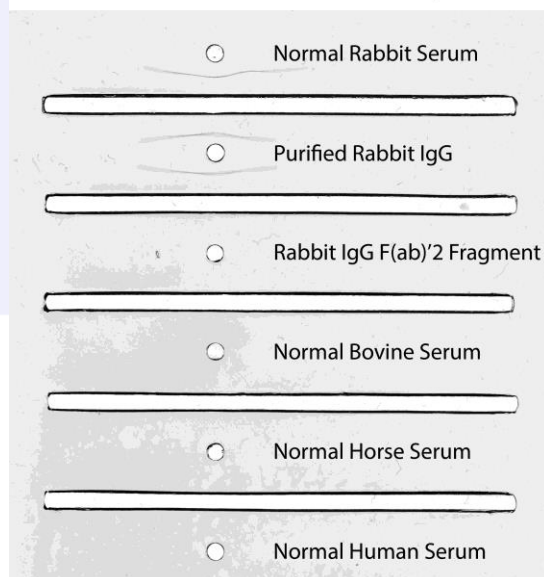 Normal Rabbit Serum
Purified Rabbit IgG
Rabbit IgG F(ab)’2 Fragment
Normal Bovine Serum
Normal Horse Serum
Normal Human Serum